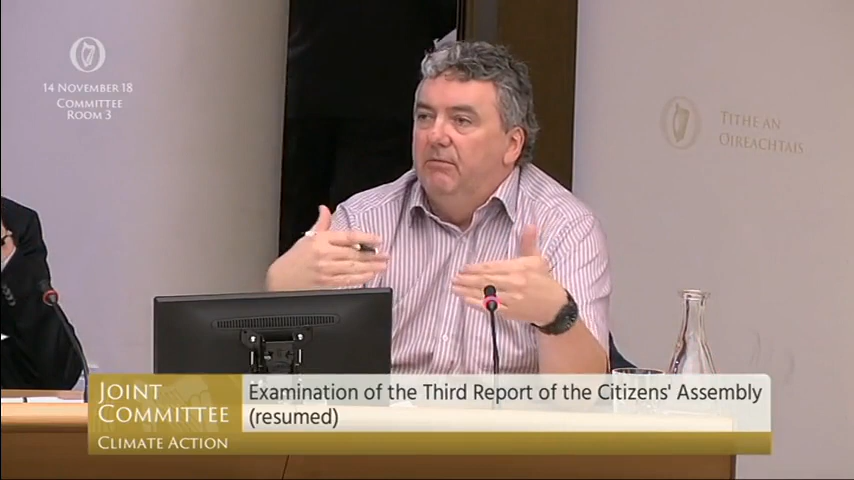 14 NOVEMBER 18
COMMITTEE
ROOM 3
TITHE AN
OIREACHTAIS
JOINT
COMMITTEE
CLIMATE ACTION
Examination of the Third Report of the Citizens' Assembly
(resumed)